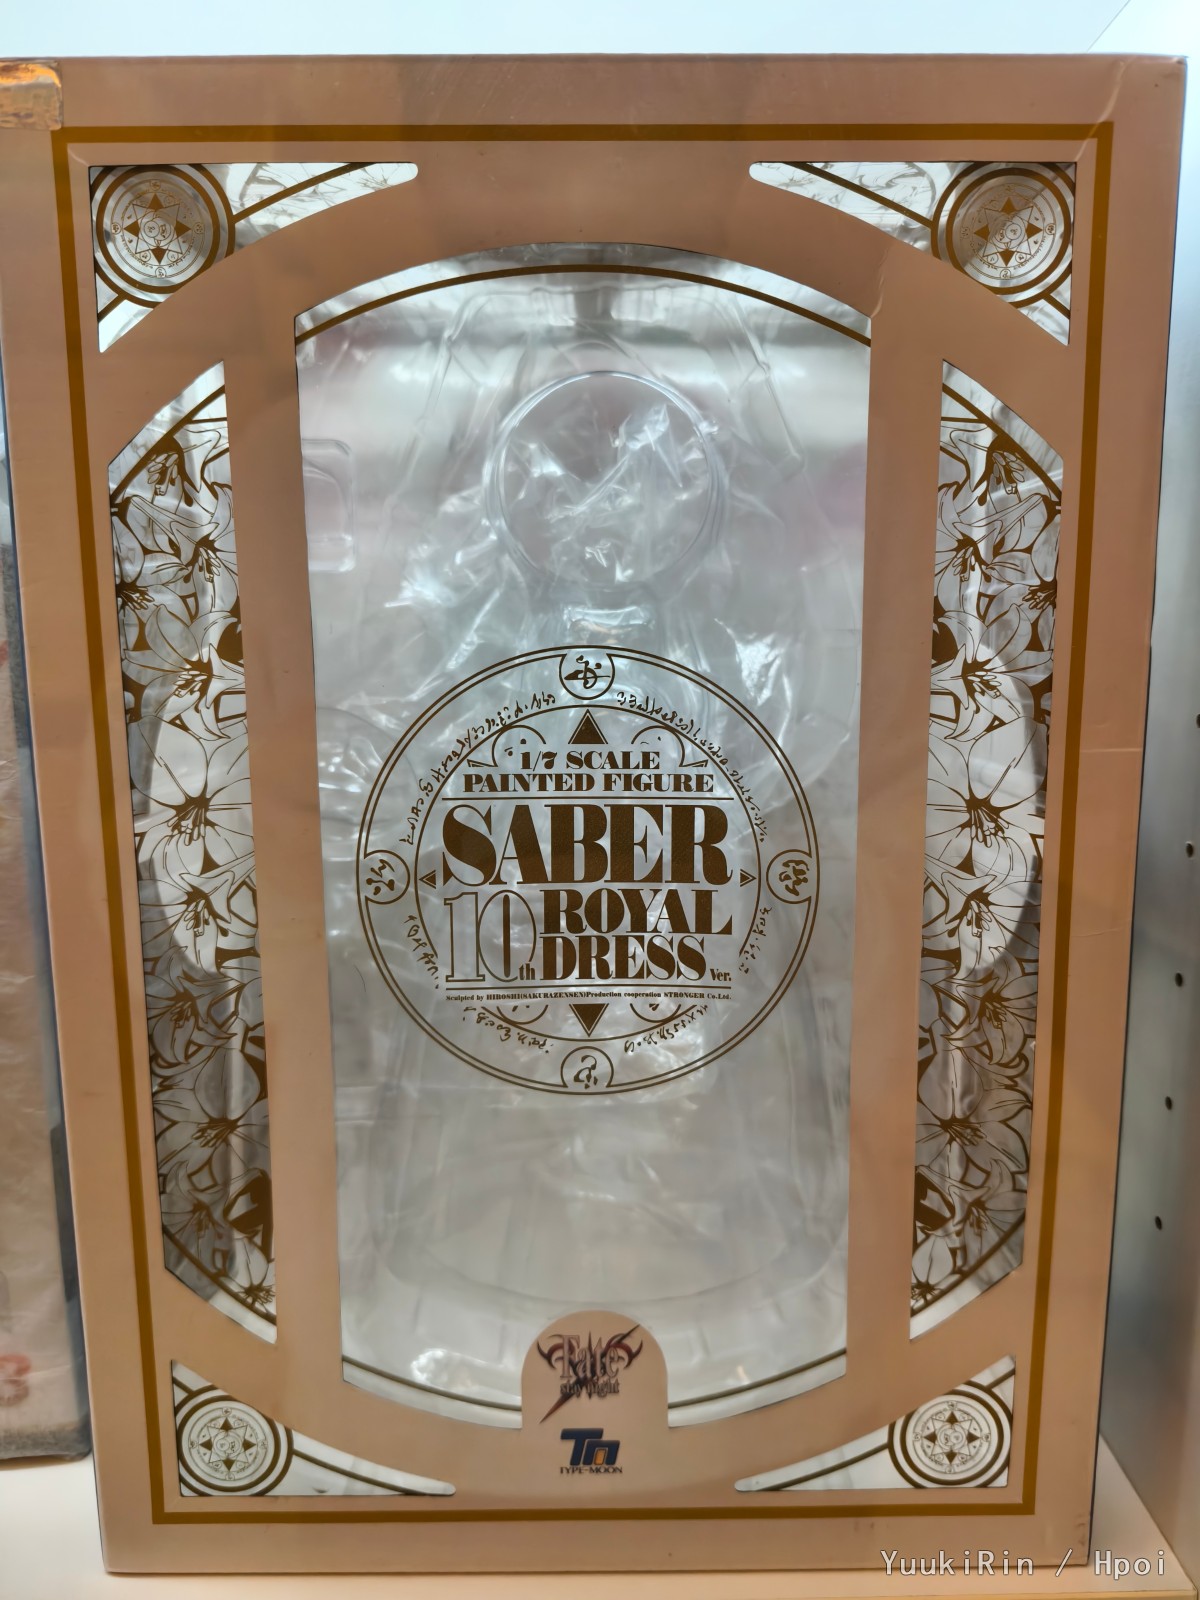 1/7 SCALE
PAINTED FIGURE
SABER
10th ROYAL
DRESS Ver.
Sculpted by HIROSHI(SAKURAZENSEN)Production cooperation STRONGER Co.Ltd.
Fate
stay night
TM
TYPE-MOON
YuukiRin / Hpoi